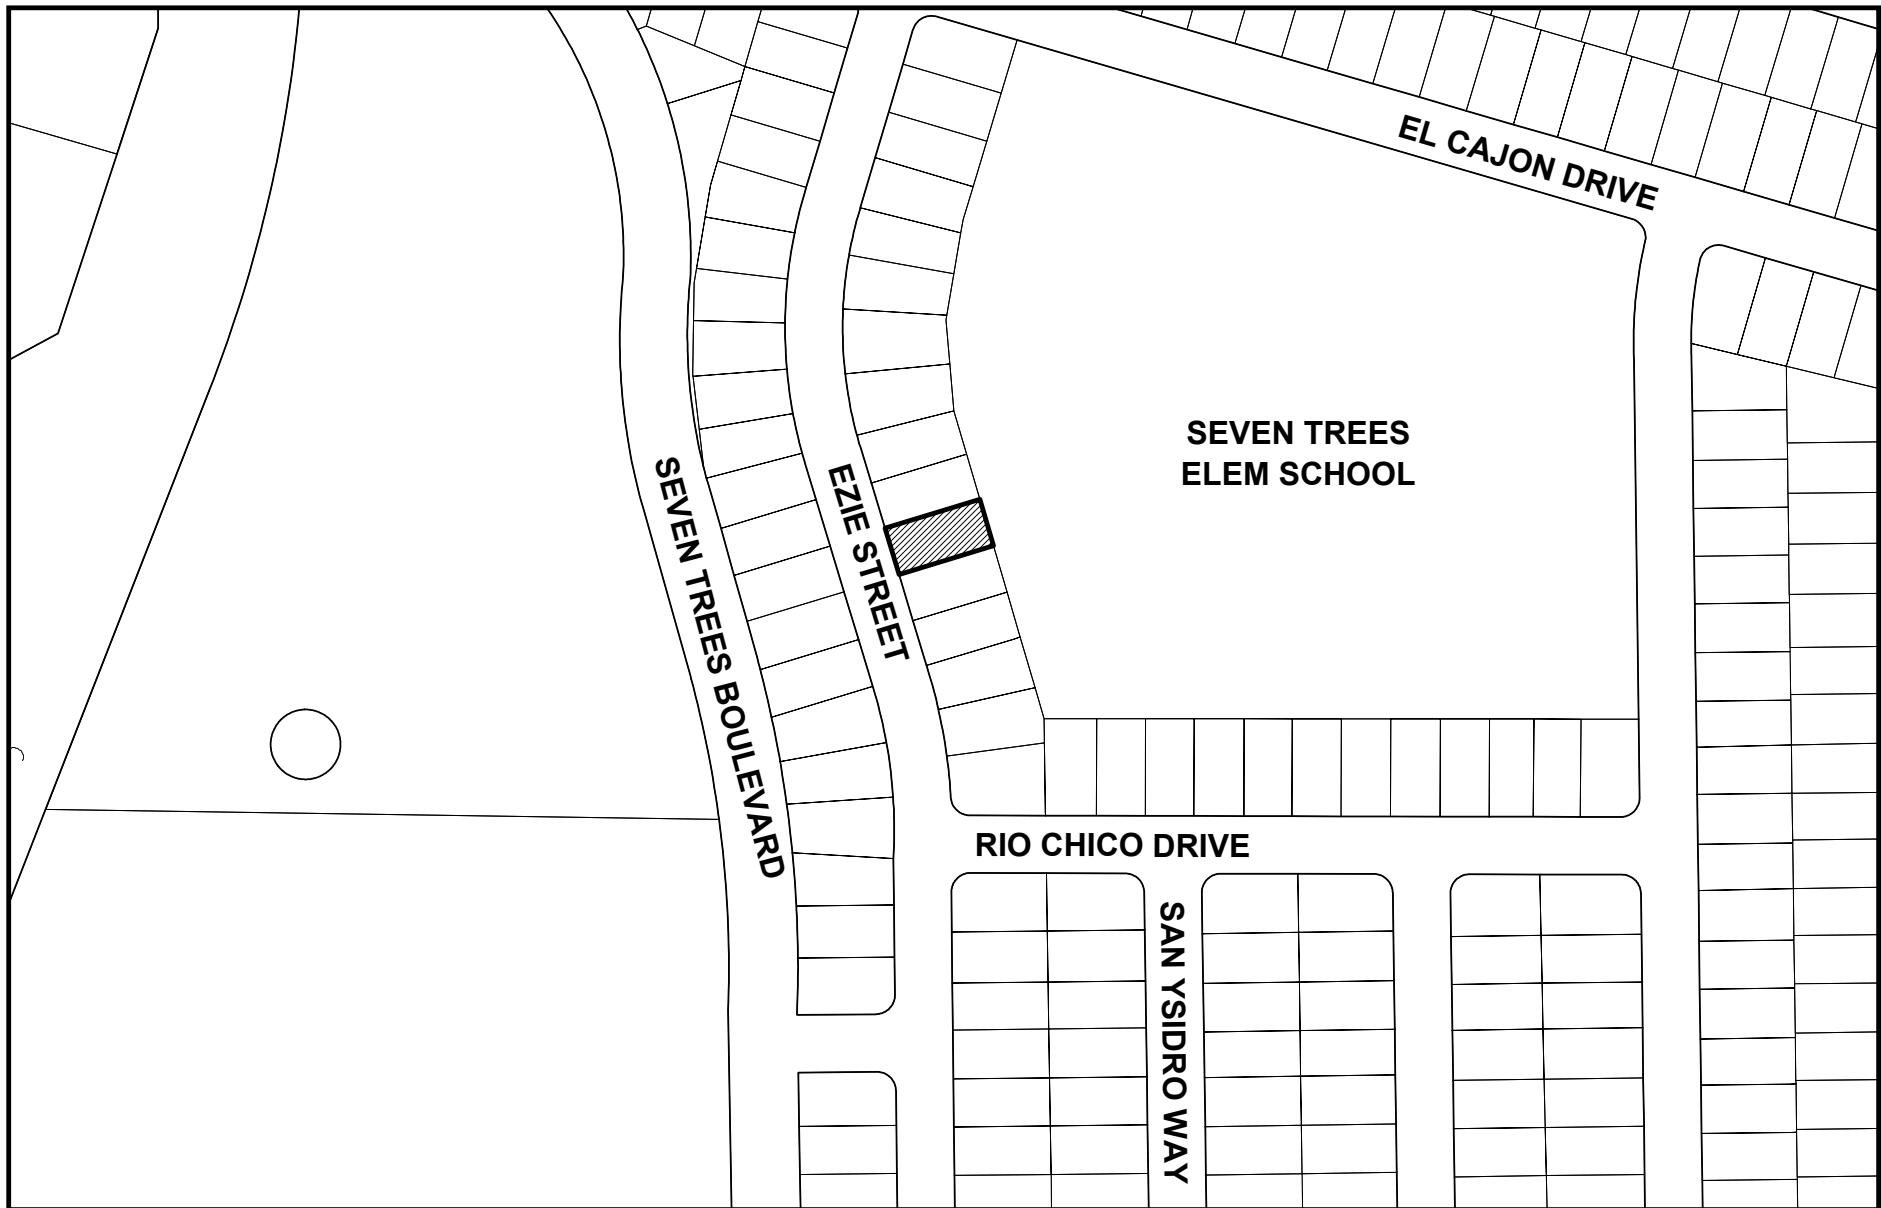 EL CAJON DRIVE
SEVEN TREES
ELEM SCHOOL
EZIE STREET
SEVEN TREES BOULEVARD
RIO CHICO DRIVE
SAN YSIDRO WAY